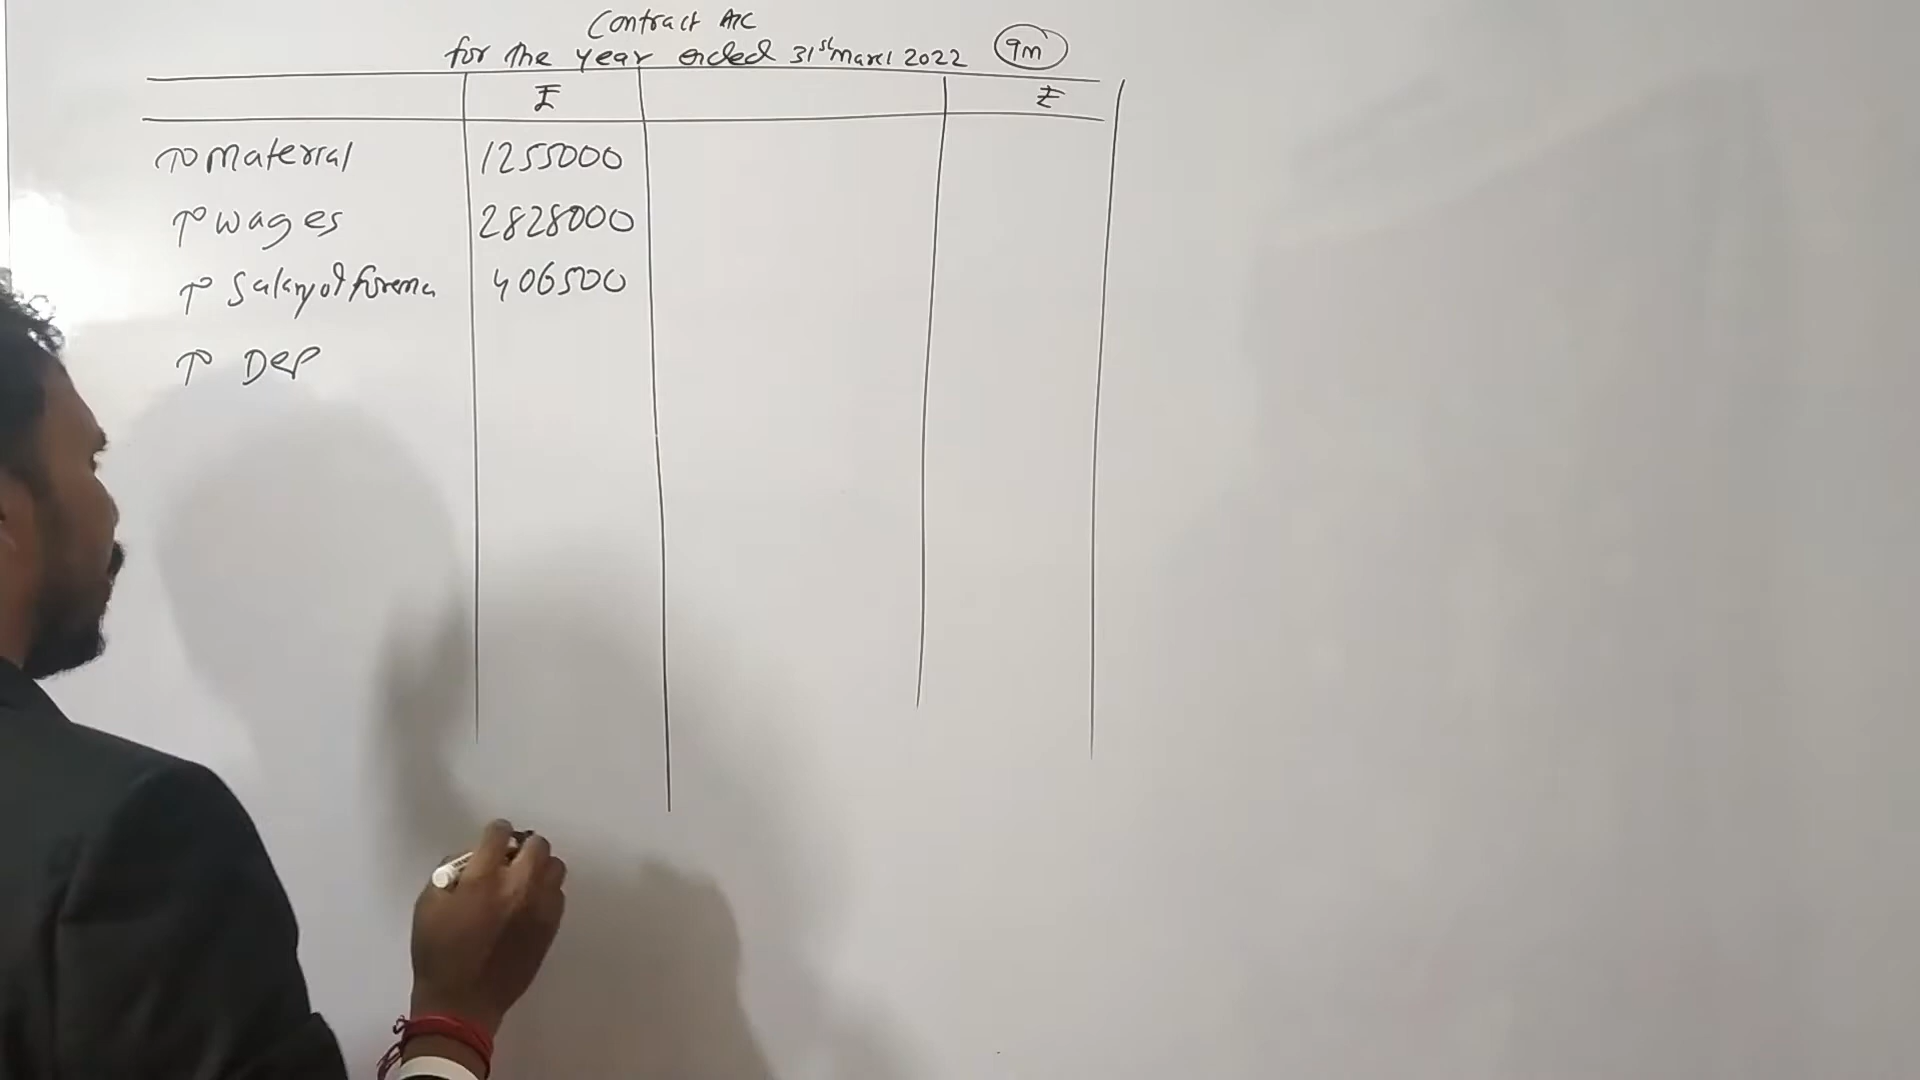 Contract A/C
for the year ended 31st March 2022 9m
₹ ₹
To Material 1255000
To wages 2828000
To Salary of forema 406500
To Dep